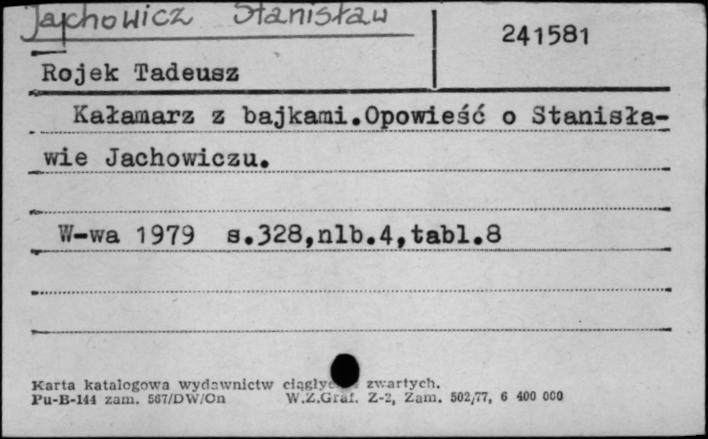 Jachowicz Stanisław
241581
Rojek Tadeusz
Kałamarz z bajkami.Opowieść o Stanisła-
wie Jachowiczu.
W-wa 1979 s.328,nlb.4,tabl.8
Karta katalogowa wydawnictw zwartych.
Pu-B-144 zam. 567/DW/On W.Z.Graf. Z-2, Zam. 502/77, 6 400 000